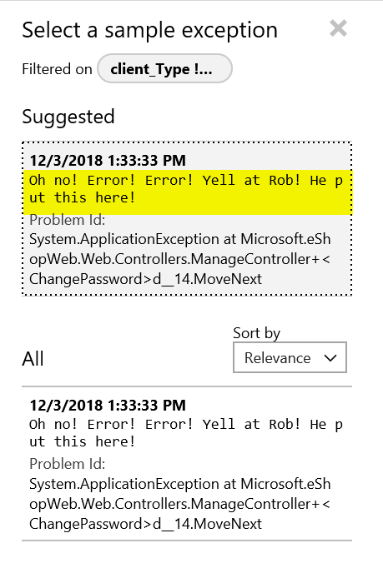 Select a sample exception
Filtered on client_Type !...
Suggested
12/3/2018 1:33:33 PM
Oh no! Error! Error! Yell at Rob! He p
ut this here!
Problem Id:
System.ApplicationException at Microsoft.eSh
opWeb.Web.Controllers.ManageController+<
ChangePassword>d__14.MoveNext
Sort by
All
Relevance
12/3/2018 1:33:33 PM
Oh no! Error! Error! Yell at Rob! He p
ut this here!
Problem Id:
System.ApplicationException at Microsoft.eSh
opWeb.Web.Controllers.ManageController+<
ChangePassword>d__14.MoveNext